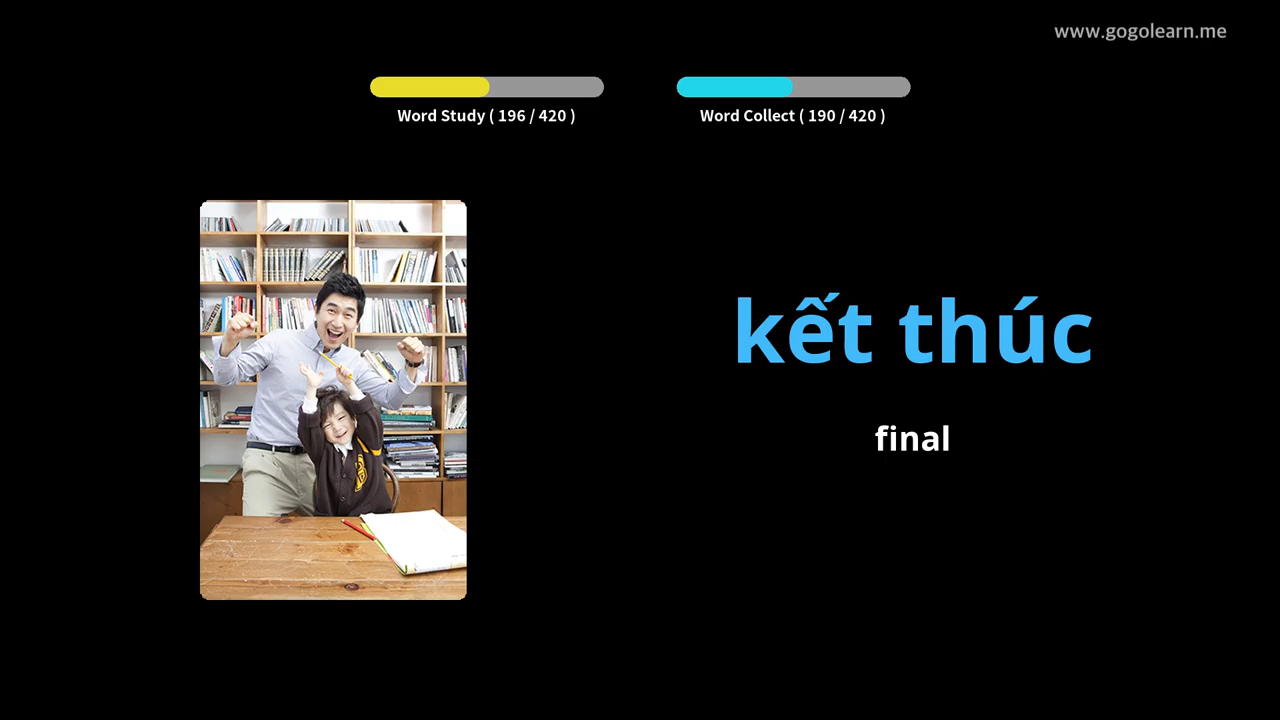 www.gogolearn.me
Word Study ( 196 / 420 )
Word Collect ( 190 / 420 )
kết thúc
final